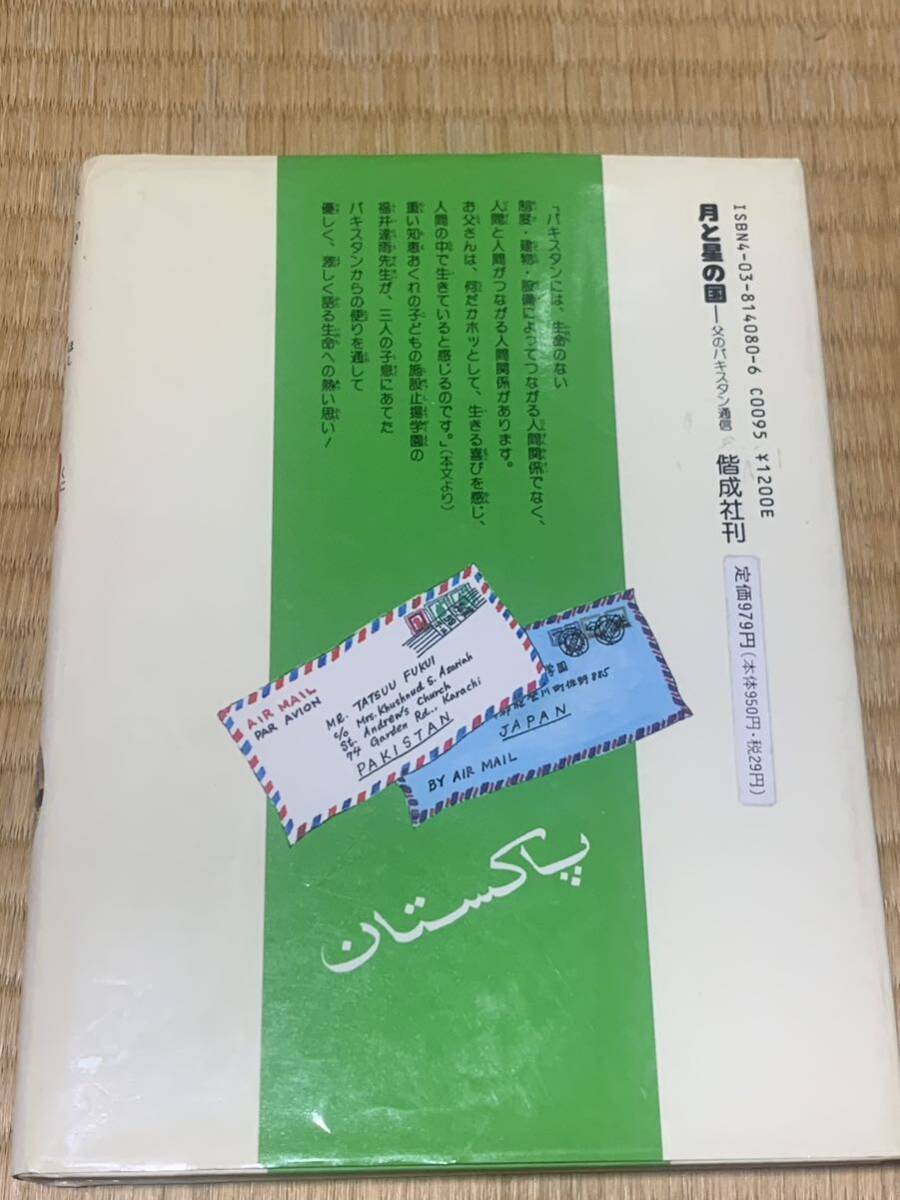 ISBN4-03-814080-6 C0095 ¥1200E
月と星の国―父のパキスタン通信
偕成社刊
定価979円(本体950円・税29円)
「パキスタンには、生命のない
制度・建物・設備によってつながる人間関係でなく、
人間と人間がつながる人間関係があります。
お父さんは、何だかホッとして、生きる喜びを感じ、
人間の中で生きていると感じるのです。」(本文より)
重い知恵おくれの子どもの施設止揚学園の
福井達雨先生が、三人の子息にあてた
パキスタンからの便りを通して
優しく、激しく語る生命への熱い思い!
AIR MAIL
PAR AVION
MR. TATSUU FUKUI
c/o Mrs. Khushnud S. Azariah
St. Andrew's Church
74 Garden Rd., Karachi
PAKISTAN
学園
川町佐野 885
JAPAN
BY AIR MAIL
پاکستان